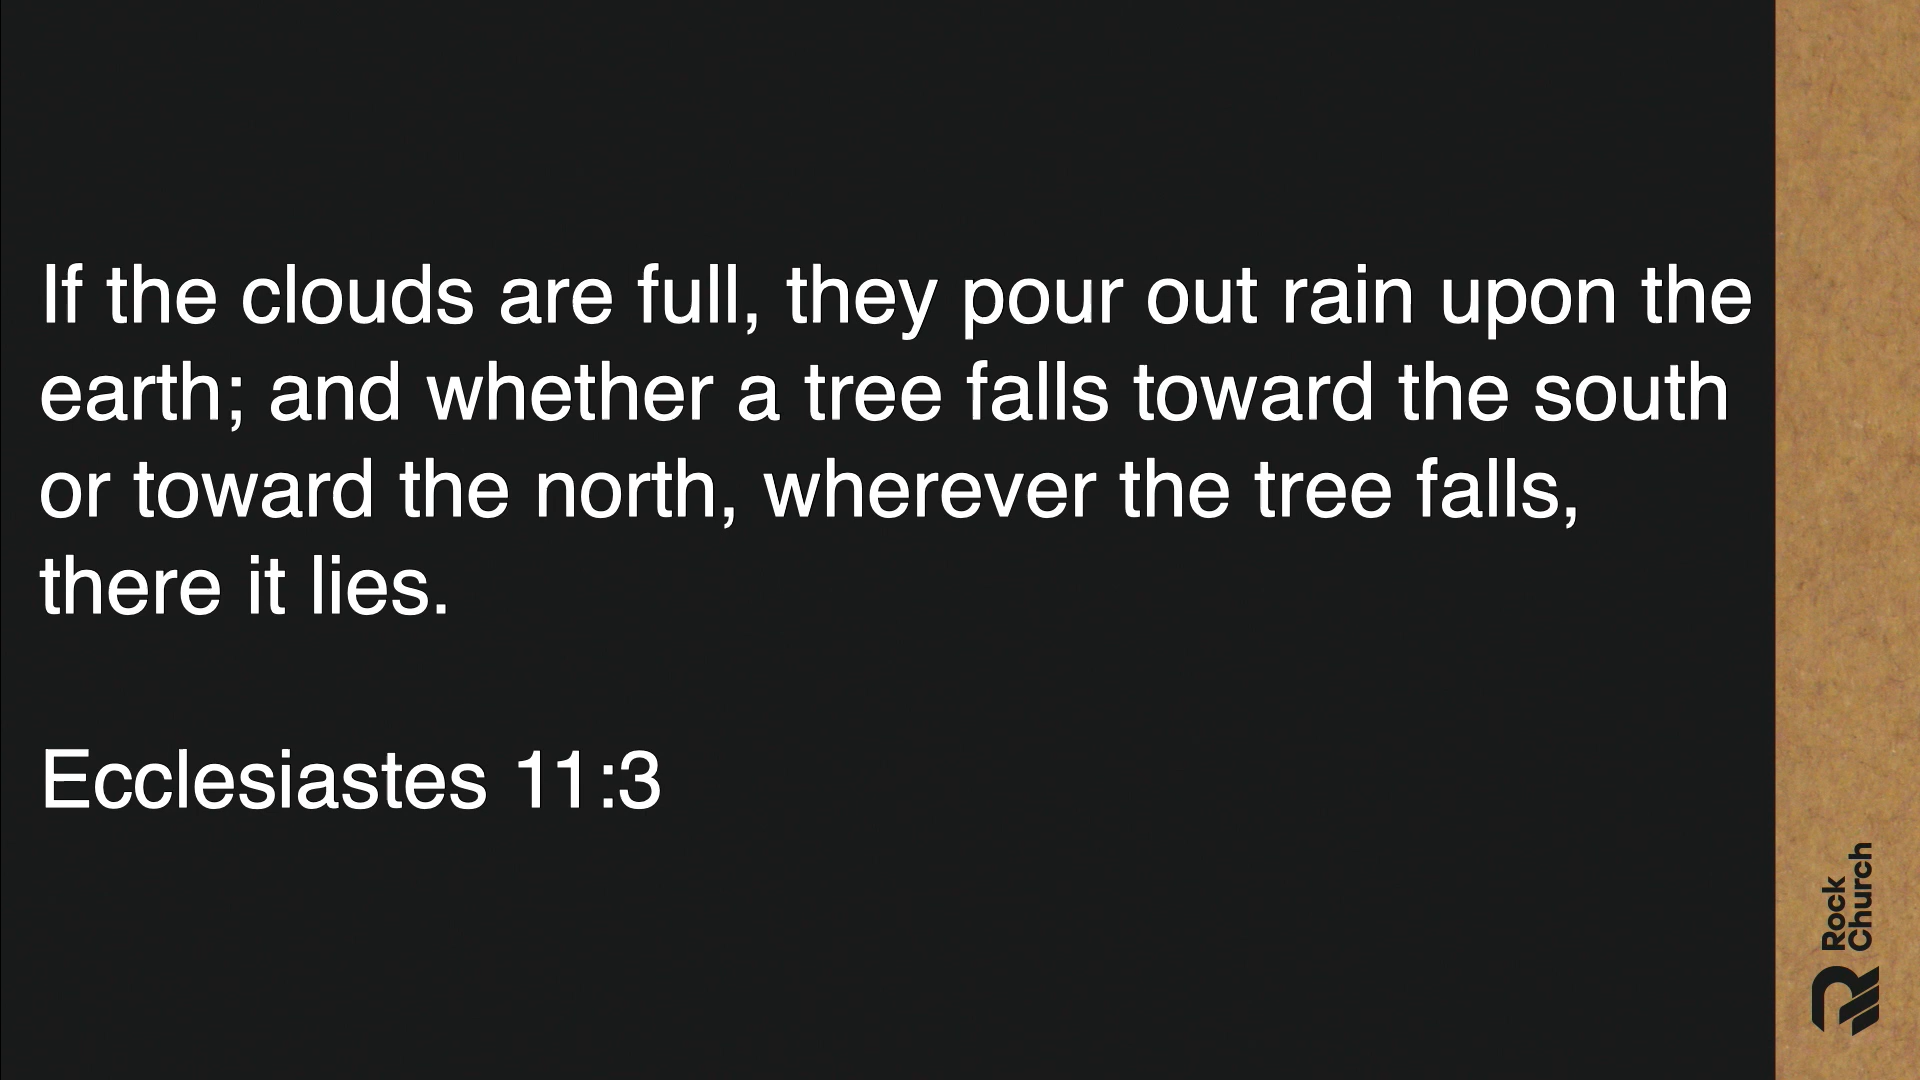 If the clouds are full, they pour out rain upon the
earth; and whether a tree falls toward the south
or toward the north, wherever the tree falls,
there it lies.
Ecclesiastes 11:3
Rock
Church